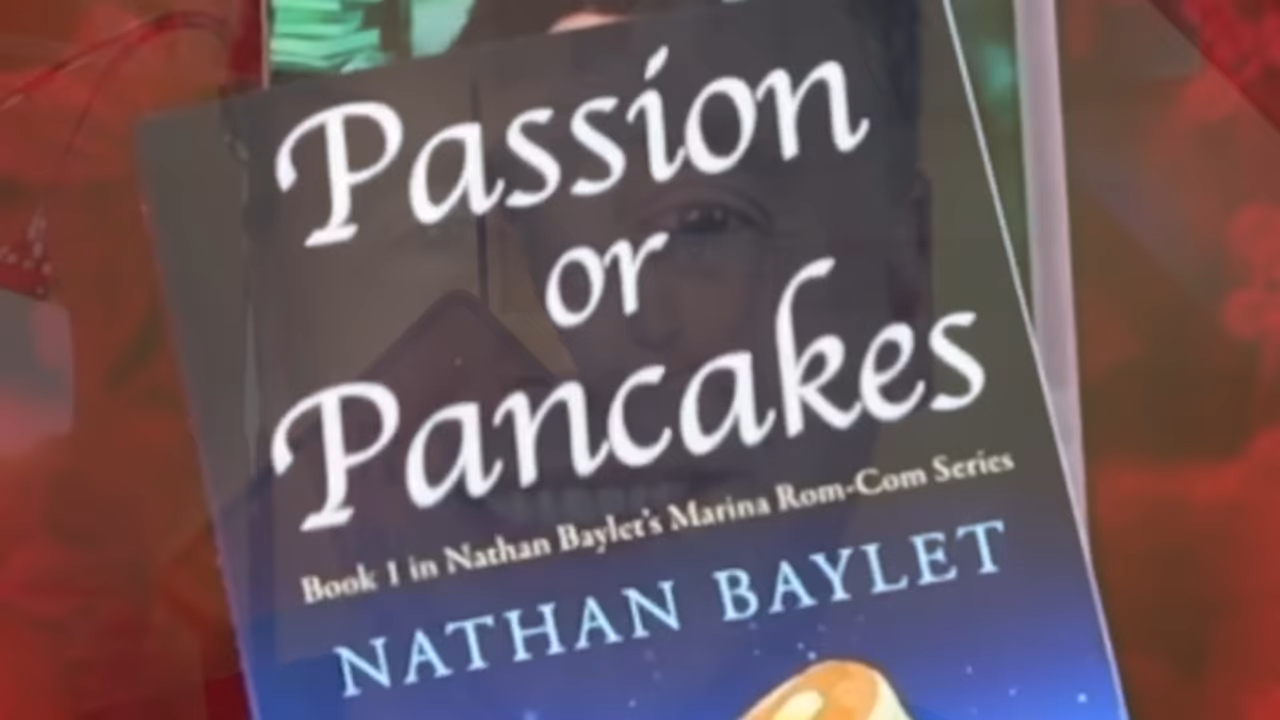 Passion
or
Pancakes
Book 1 in Nathan Baylet's Marina Rom-Com Series
NATHAN BAYLET